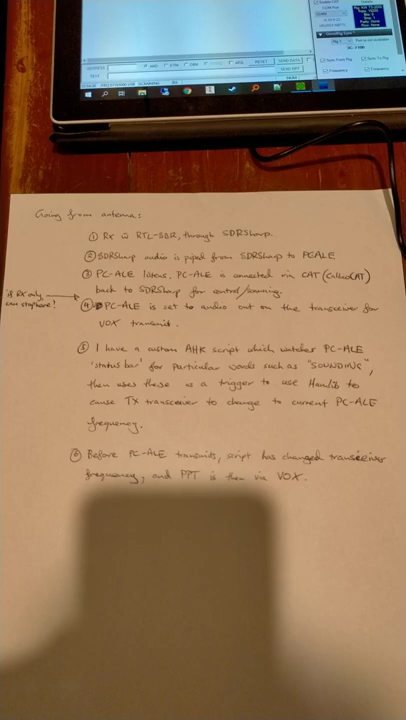 RESET
Frequency
Frequency
Going from antenna:
① RX is RTL-SDR, through SDRSharp.
② SDRSharp audio is piped from SDRSharp to PCALE
③ PC-ALE listens. PC-ALE is connected via CAT (CalicoCAT)
back to SDRSharp for control/scanning.
if RX only,
can stop here!
④ PC-ALE is set to audio out on the transceiver for
VOX transmit.
⑤ I have a custom AHK script which watches PC-ALE
'status bar' for particular words such as "SOUNDING",
then uses these as a trigger to use Hamlib to
cause TX transceiver to change to current PC-ALE
frequency.
⑥ Before PC-ALE transmits, script has changed transceiver
frequency, and PPT is then via VOX.